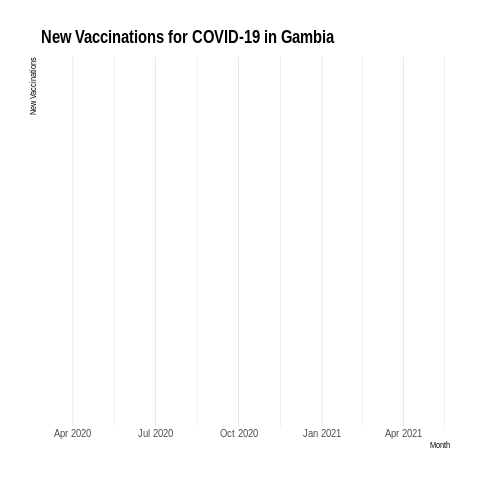 New Vaccinations for COVID-19 in Gambia
New Vaccinations
Apr 2020 Jul 2020 Oct 2020 Jan 2021 Apr 2021
Month